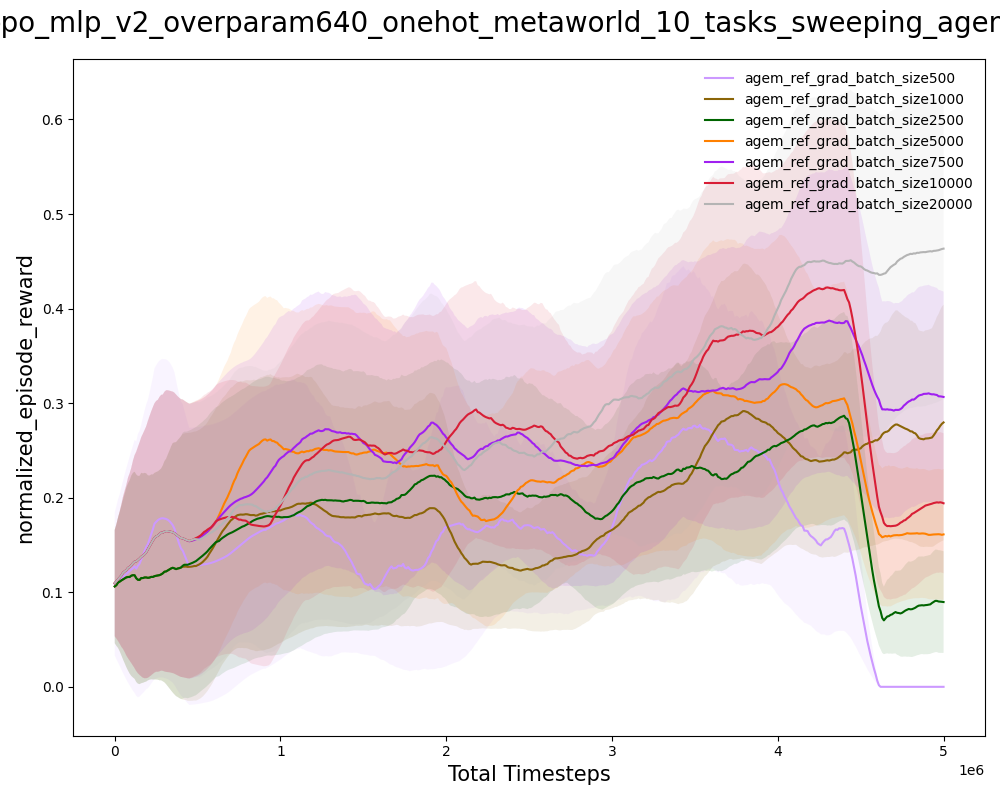 po_mlp_v2_overparam640_onehot_metaworld_10_tasks_sweeping_agem
agem_ref_grad_batch_size500
agem_ref_grad_batch_size1000
agem_ref_grad_batch_size2500
agem_ref_grad_batch_size5000
agem_ref_grad_batch_size7500
agem_ref_grad_batch_size10000
agem_ref_grad_batch_size20000
normalized_episode_reward
0.6
0.5
0.4
0.3
0.2
0.1
0.0
0 1 2 3 4 5
1e6
Total Timesteps